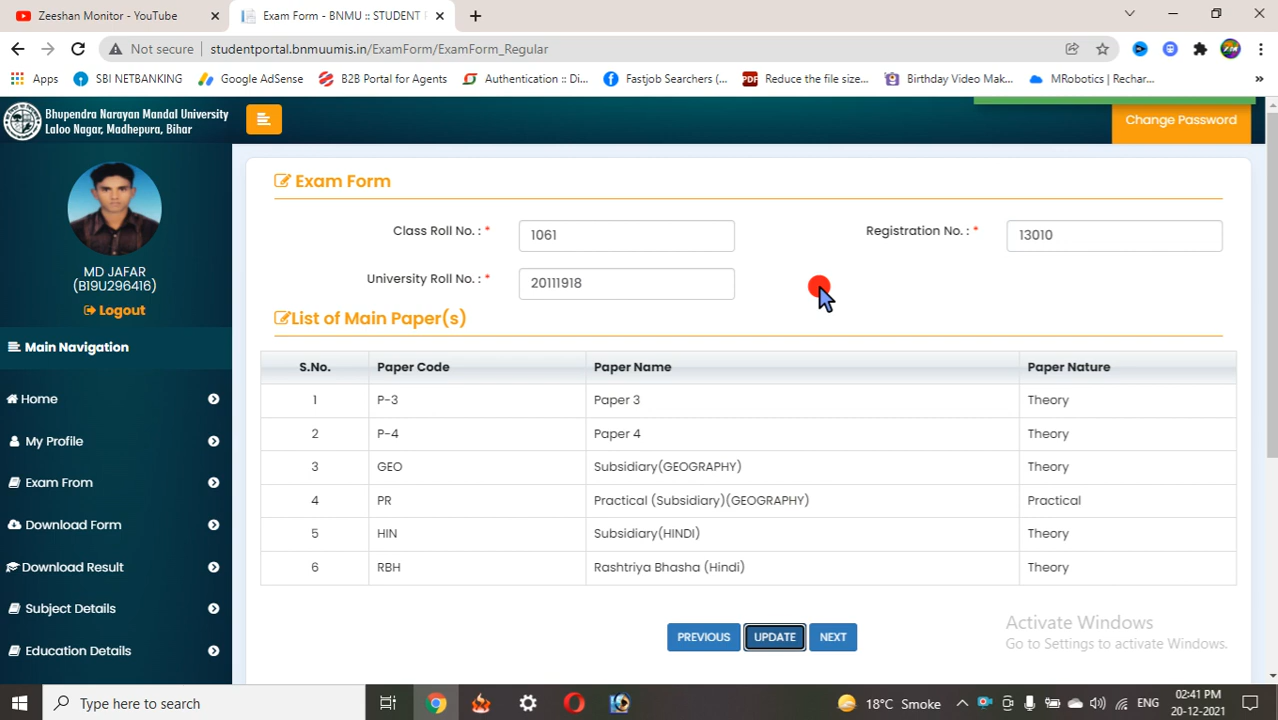 Zeeshan Monitor - YouTube
Exam Form - BNMU :: STUDENT
Not secure
studentportal.bnmuumis.in/ExamForm/ExamForm_Regular
Apps
SBI NETBANKING
Google AdSense
B2B Portal for Agents
Authentication :: Di...
Fastjob Searchers (...
PDF
Reduce the file size...
Birthday Video Mak...
MRobotics | Rechar...
Bhupendra Narayan Mandal University
Laloo Nagar, Madhepura, Bihar
Change Password
MD JAFAR
(B19U296416)
Logout
Main Navigation
Home
My Profile
Exam From
Download Form
Download Result
Subject Details
Education Details
Exam Form
Class Roll No. : * 1061
Registration No. : * 13010
University Roll No. : * 20111918
List of Main Paper(s)
S.No. Paper Code Paper Name Paper Nature
1 P-3 Paper 3 Theory
2 P-4 Paper 4 Theory
3 GEO Subsidiary(GEOGRAPHY) Theory
4 PR Practical (Subsidiary)(GEOGRAPHY) Practical
5 HIN Subsidiary(HINDI) Theory
6 RBH Rashtriya Bhasha (Hindi) Theory
PREVIOUS UPDATE NEXT
Activate Windows
Go to Settings to activate Windows.
Type here to search
18°C Smoke
ENG
02:41 PM
20-12-2021